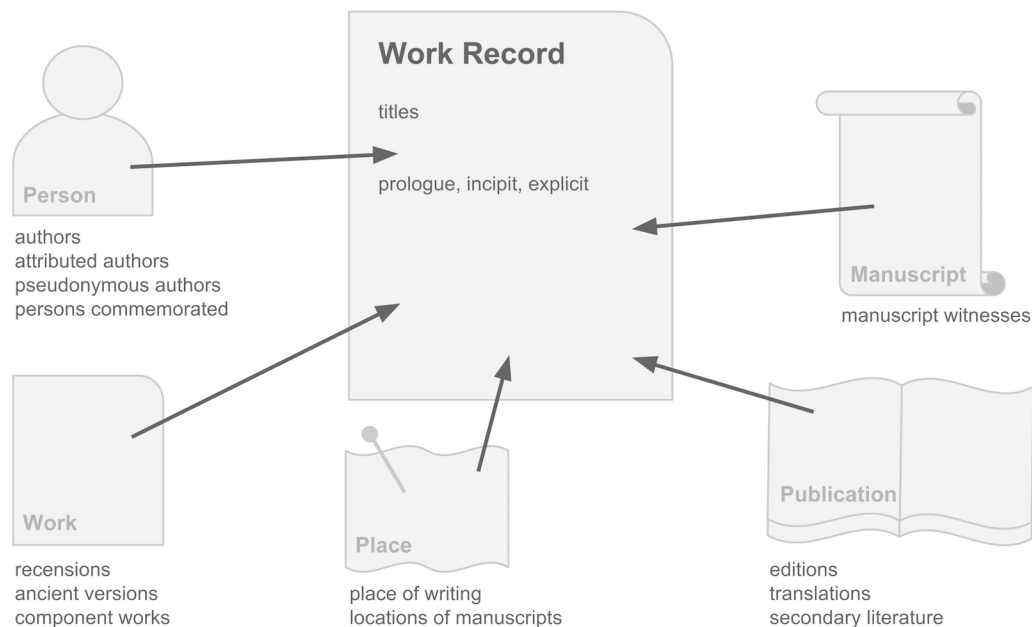 Work Record
titles
prologue, incipit, explicit
Person
authors
attributed authors
pseudonymous authors
persons commemorated
Manuscript
manuscript witnesses
Work
recensions
ancient versions
component works
Place
place of writing
locations of manuscripts
Publication
editions
translations
secondary literature